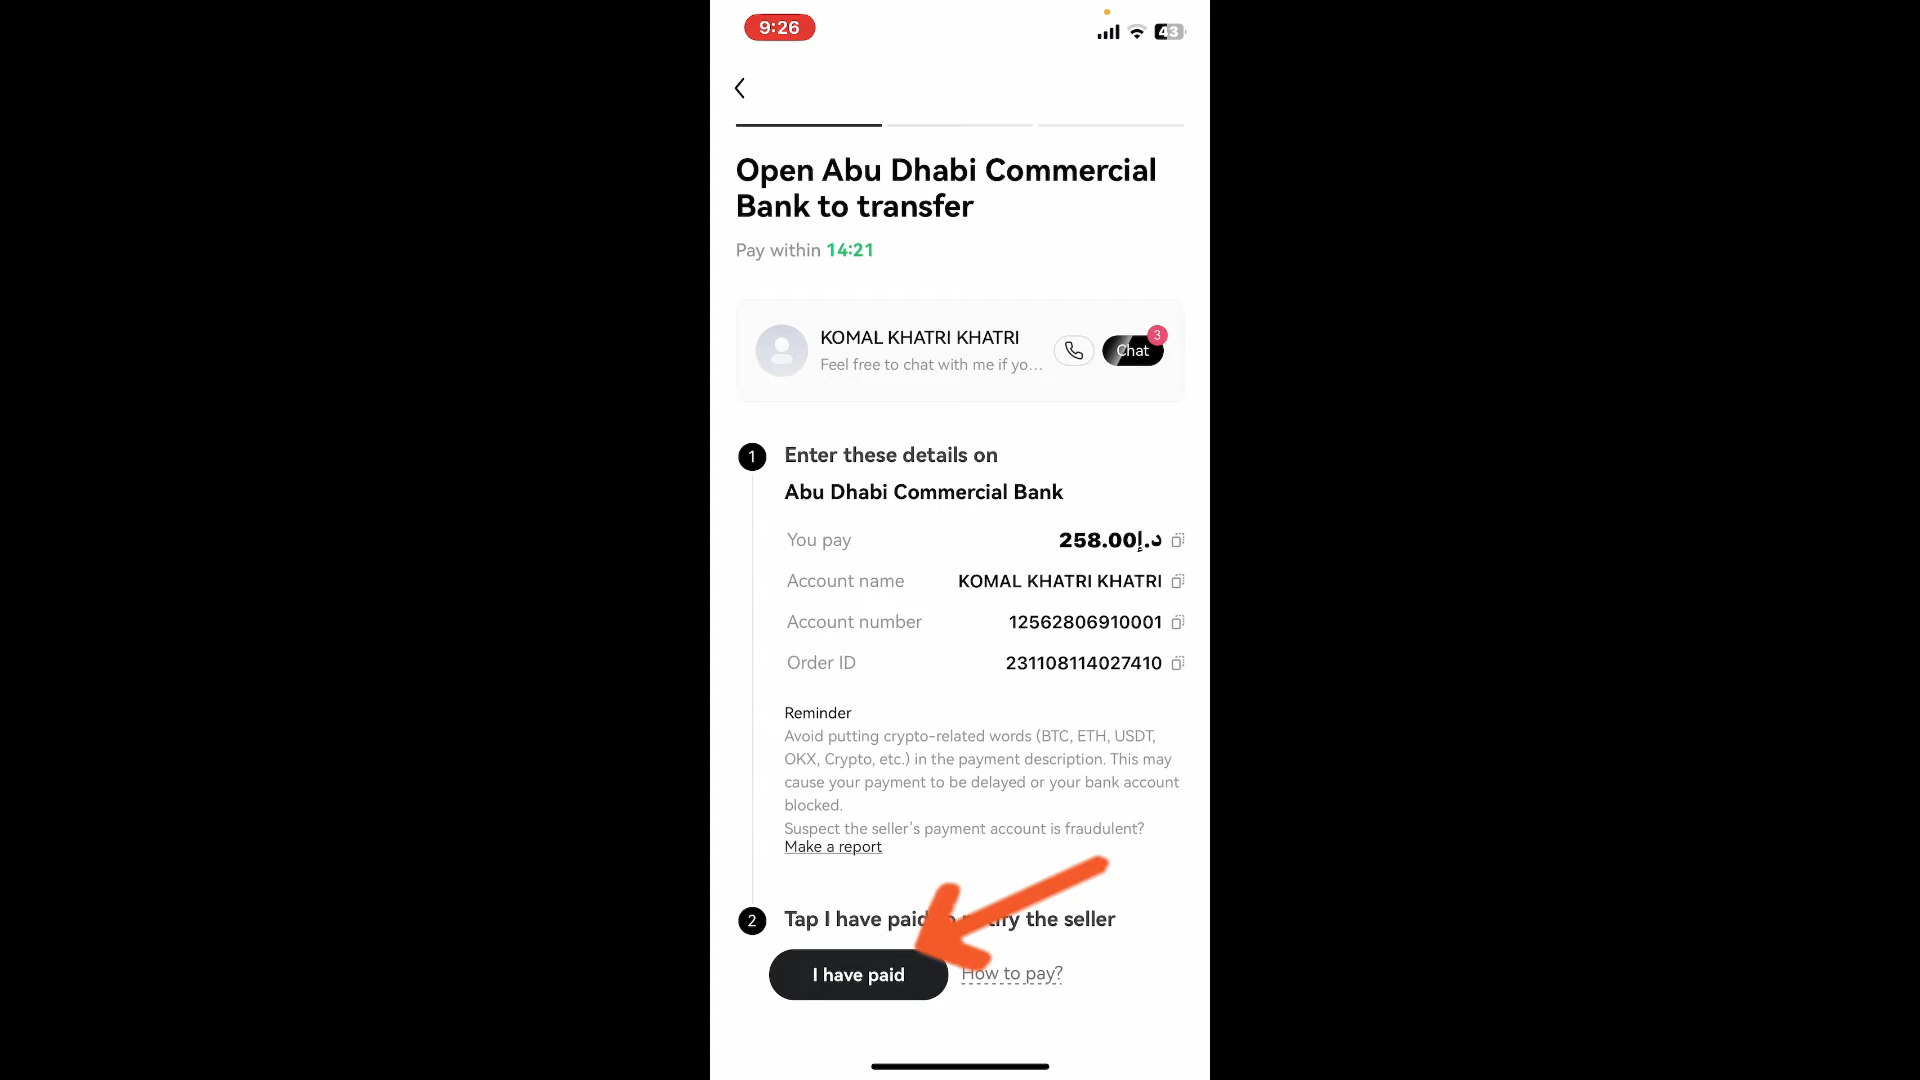 9:26
43
Open Abu Dhabi Commercial
Bank to transfer
Pay within 14:21
KOMAL KHATRI KHATRI
Feel free to chat with me if yo...
Chat
3
1
Enter these details on
Abu Dhabi Commercial Bank
You pay
258.00د.إ
Account name
KOMAL KHATRI KHATRI
Account number
12562806910001
Order ID
231108114027410
Reminder
Avoid putting crypto-related words (BTC, ETH, USDT,
OKX, Crypto, etc.) in the payment description. This may
cause your payment to be delayed or your bank account
blocked.
Suspect the seller's payment account is fraudulent?
Make a report
2
Tap I have paid the seller
I have paid
How to pay?